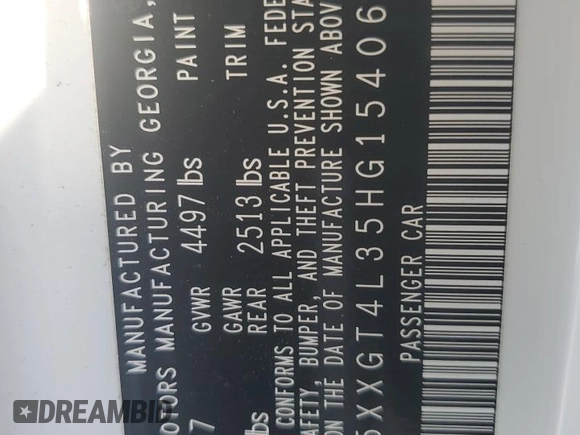 MANUFACTURED BY
OTORS MANUFACTURING GEORGIA,
7 GVWR 4497 lbs PAINT
GAWR
REAR 2513 lbs TRIM
lbs
CONFORMS TO ALL APPLICABLE U.S.A. FEDE
AFETY, BUMPER, AND THEFT PREVENTION STA
ON THE DATE OF MANUFACTURE SHOWN ABOV
5XXGT4L35HG15406
PASSENGER CAR
DREAMBID